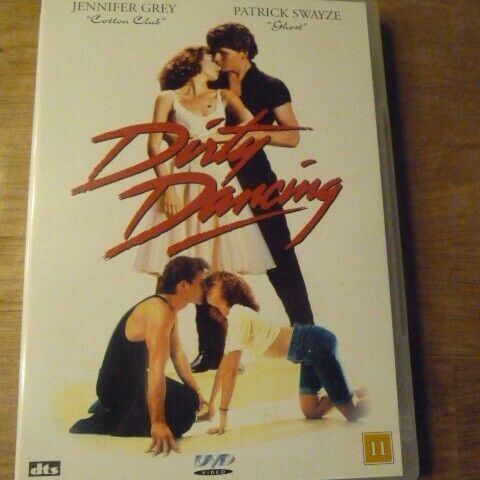 JENNIFER GREY PATRICK SWAYZE
"Cotton Club" "Ghost"
Dirty
Dancing
dts DVD 11
VIDEO